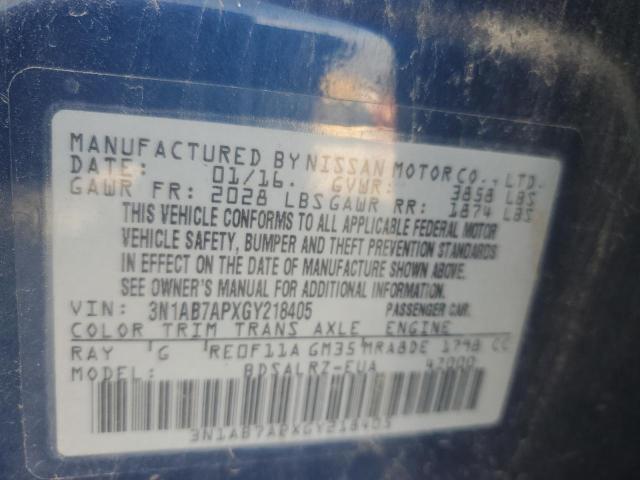 MANUFACTURED BY NISSAN MOTOR CO., LTD.
DATE: 01/16. GVWR: 3858 LBS
GAWR FR: 2028 LBS GAWR RR: 1874 LBS
THIS VEHICLE CONFORMS TO ALL APPLICABLE FEDERAL MOTOR
VEHICLE SAFETY, BUMPER AND THEFT PREVENTION STANDARDS
IN EFFECT ON THE DATE OF MANUFACTURE SHOWN ABOVE.
SEE OWNER'S MANUAL FOR ADDITIONAL INFORMATION.
VIN: 3N1AB7APXGY218405 PASSENGER CAR.
COLOR TRIM TRANS AXLE ENGINE
RAY G RE0F11A GM35 MRA8DE 1798 CC
MODEL: BDSALRZ-EUA 42000
3N1AB7APXGY218405